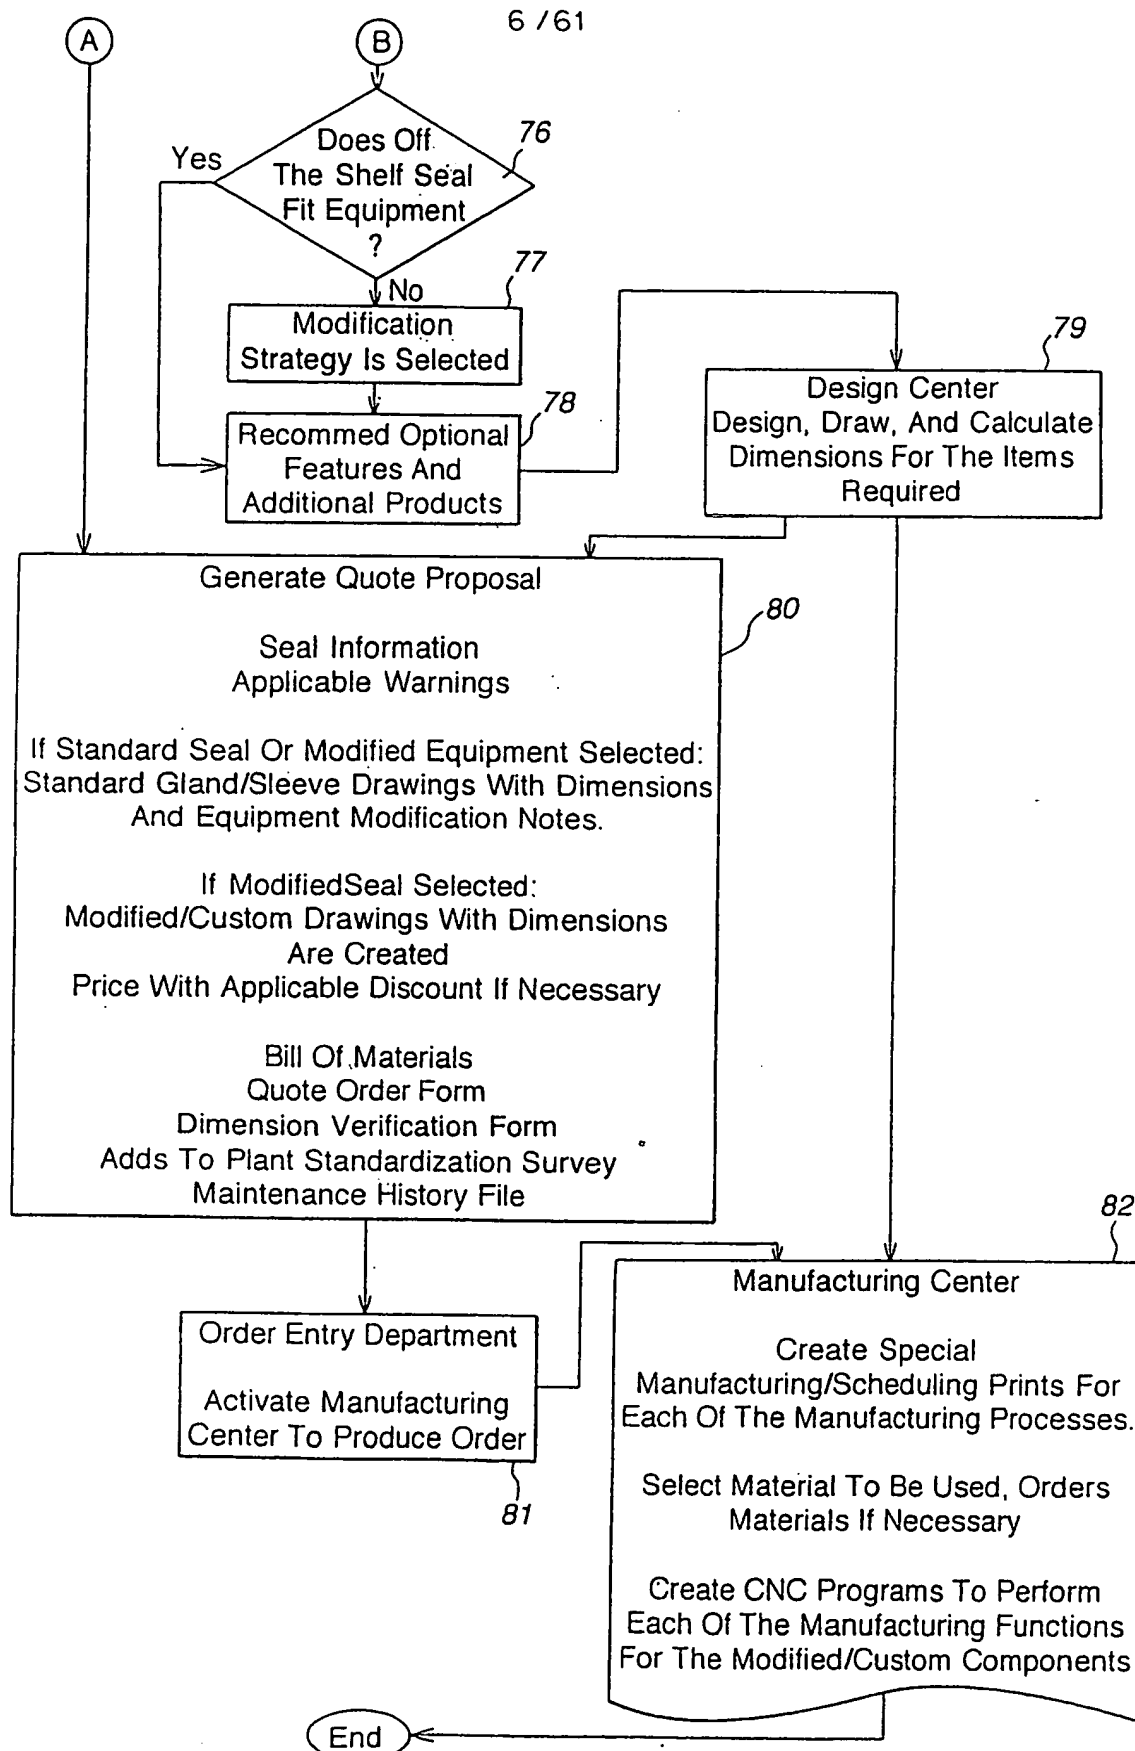 6/61
A
B
Does Off
The Shelf Seal
Fit Equipment
?
76
Yes
No
77
Modification
Strategy Is Selected
78
Recommed Optional
Features And
Additional Products
79
Design Center
Design, Draw, And Calculate
Dimensions For The Items
Required
80
Generate Quote Proposal
Seal Information
Applicable Warnings
If Standard Seal Or Modified Equipment Selected:
Standard Gland/Sleeve Drawings With Dimensions
And Equipment Modification Notes.
If ModifiedSeal Selected:
Modified/Custom Drawings With Dimensions
Are Created
Price With Applicable Discount If Necessary
Bill Of Materials
Quote Order Form
Dimension Verification Form
Adds To Plant Standardization Survey
Maintenance History File
Order Entry Department
Activate Manufacturing
Center To Produce Order
81
82
Manufacturing Center
Create Special
Manufacturing/Scheduling Prints For
Each Of The Manufacturing Processes.
Select Material To Be Used, Orders
Materials If Necessary
Create CNC Programs To Perform
Each Of The Manufacturing Functions
For The Modified/Custom Components
End